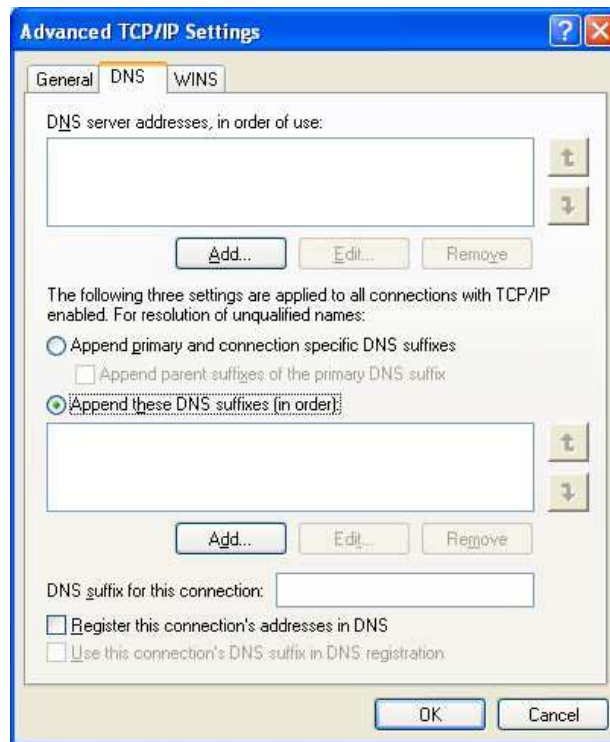 Advanced TCP/IP Settings
General DNS WINS
DNS server addresses, in order of use:
Add... Edit... Remove
The following three settings are applied to all connections with TCP/IP
enabled. For resolution of unqualified names:
Append primary and connection specific DNS suffixes
Append parent suffixes of the primary DNS suffix
Append these DNS suffixes (in order):
Add... Edit... Remove
DNS suffix for this connection:
Register this connection's addresses in DNS
Use this connection's DNS suffix in DNS registration
OK Cancel